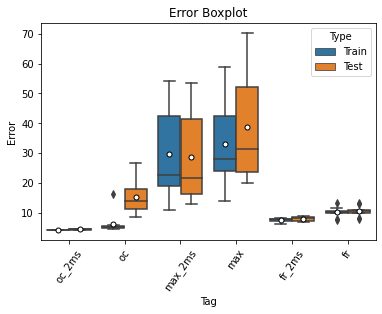 Error Boxplot
Type
Train
Test
Error
70
60
50
40
30
20
10
oc_2ms
oc
max_2ms
max
fr_2ms
fr
Tag